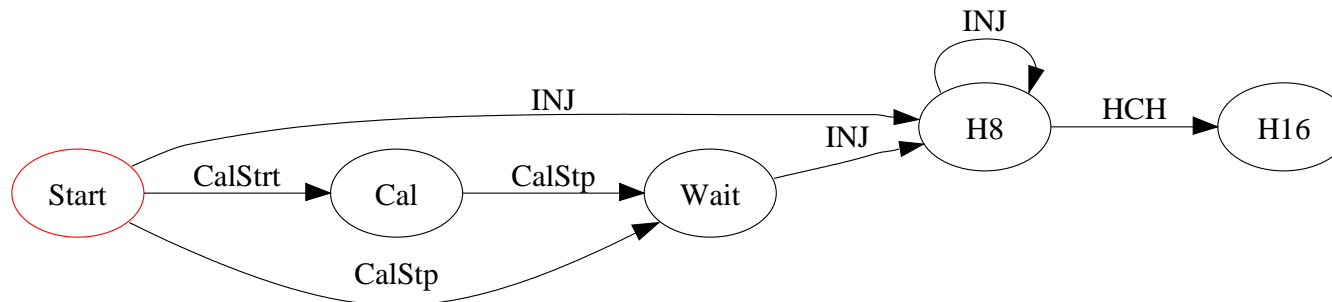 INJ
INJ
HCH
H8
H16
INJ
CalStrt
CalStp
Start
Cal
Wait
CalStp